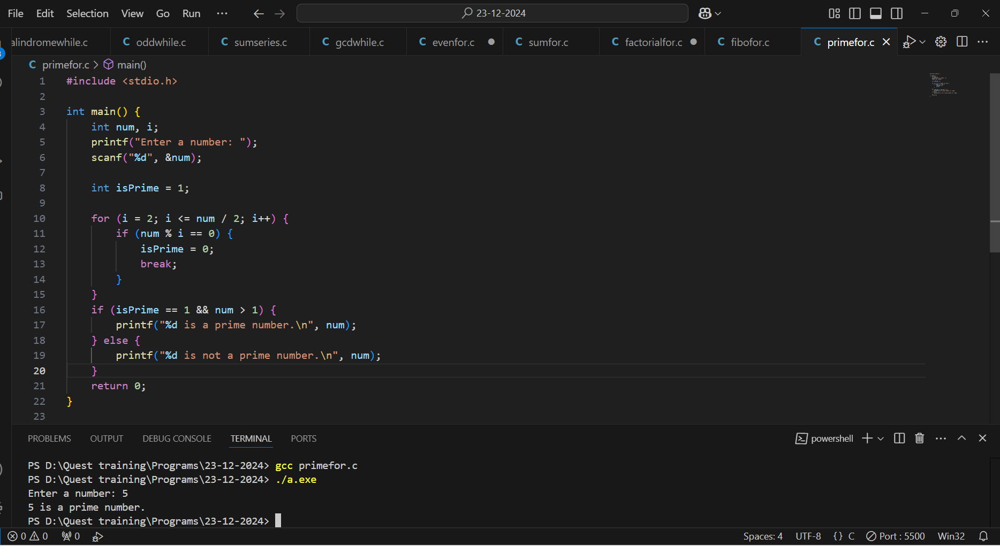 File Edit Selection View Go Run ··· 23-12-2024
alindromewhile.c C oddwhile.c C sumseries.c C gcdwhile.c C evenfor.c C sumfor.c C factorialfor.c C fibofor.c C primefor.c
C primefor.c > main()
1 #include <stdio.h>
2
3 int main() {
4     int num, i;
5     printf("Enter a number: ");
6     scanf("%d", &num);
7
8     int isPrime = 1;
9
10     for (i = 2; i <= num / 2; i++) {
11         if (num % i == 0) {
12             isPrime = 0;
13             break;
14         }
15     }
16     if (isPrime == 1 && num > 1) {
17         printf("%d is a prime number.\n", num);
18     } else {
19         printf("%d is not a prime number.\n", num);
20     }
21     return 0;
22 }
23
PROBLEMS OUTPUT DEBUG CONSOLE TERMINAL PORTS powershell
PS D:\Quest training\Programs\23-12-2024> gcc primefor.c
PS D:\Quest training\Programs\23-12-2024> ./a.exe
Enter a number: 5
5 is a prime number.
PS D:\Quest training\Programs\23-12-2024>
0 0 0 Spaces: 4 UTF-8 {} C Port : 5500 Win32